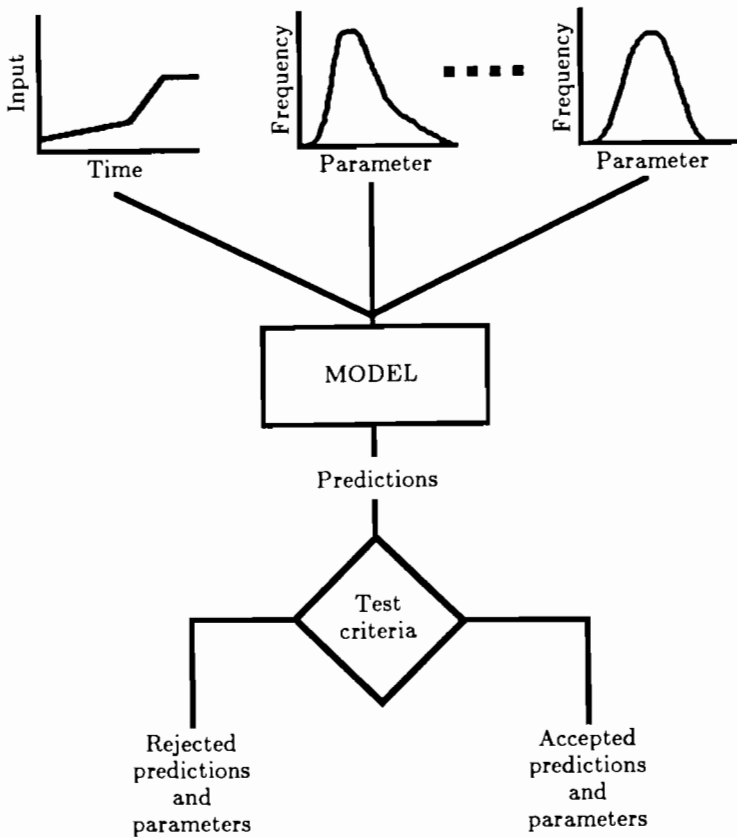 Input
Time
Frequency
Parameter
Frequency
Parameter
MODEL
Predictions
Test
criteria
Rejected
predictions
and
parameters
Accepted
predictions
and
parameters